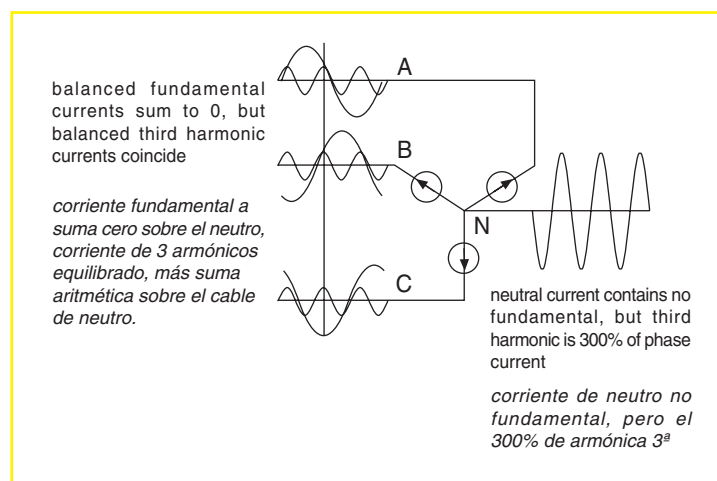 balanced fundamental
currents sum to 0, but
balanced third harmonic
currents coincide
corriente fundamental a
suma cero sobre el neutro,
corriente de 3 armónicos
equilibrado, más suma
aritmética sobre el cable
de neutro.
A
B
C
N
neutral current contains no
fundamental, but third
harmonic is 300% of phase
current
corriente de neutro no
fundamental, pero el
300% de armónica 3ª